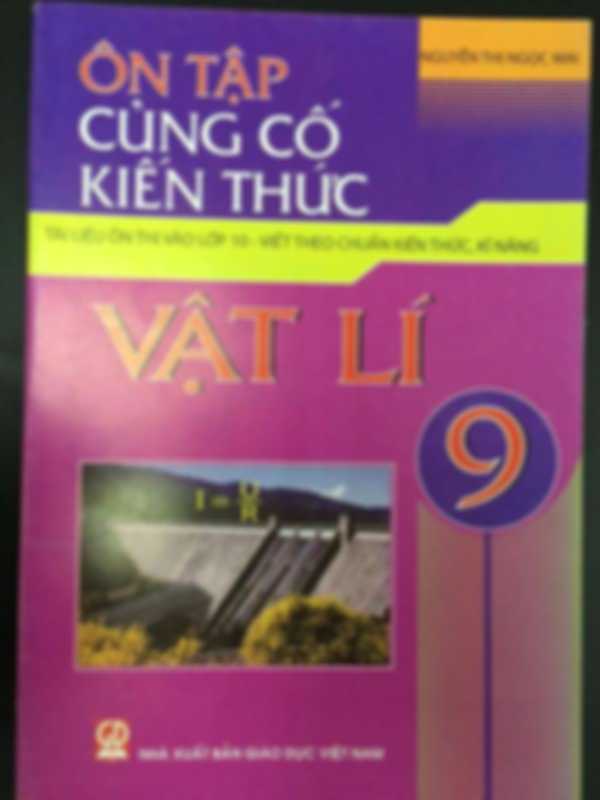 NGUYỄN THỊ NGỌC
ÔN TẬP
CỦNG CỐ
KIẾN THỨC
TÀI LIỆU ÔN THI VÀO LỚP 10 - VIẾT THEO CHUẨN KIẾN THỨC, KĨ NĂNG
VẬT LÍ
9
I = U
R
NHÀ XUẤT BẢN GIÁO DỤC VIỆT NAM